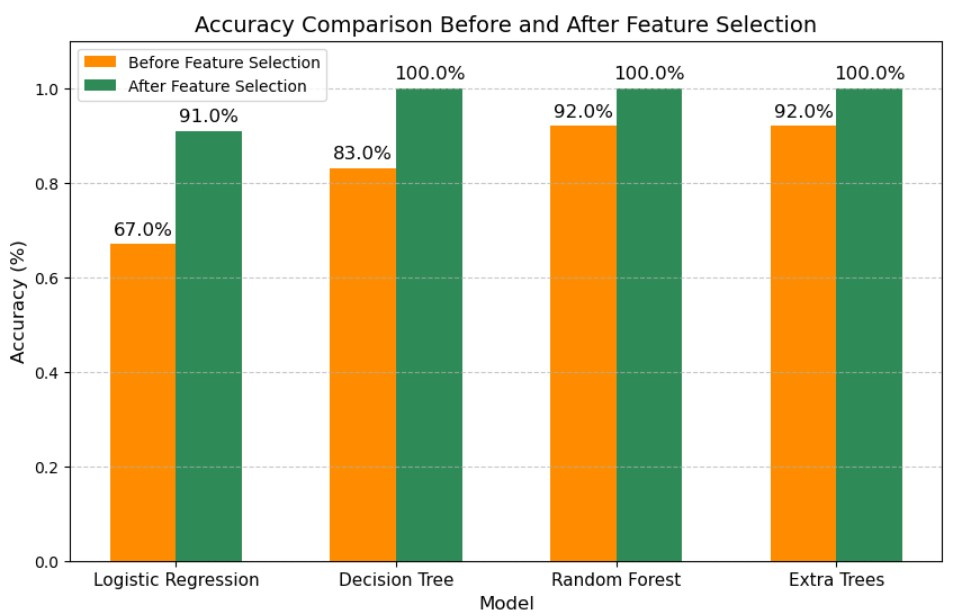 Accuracy Comparison Before and After Feature Selection
Before Feature Selection
After Feature Selection
67.0%
91.0%
83.0%
100.0%
92.0%
100.0%
92.0%
100.0%
Accuracy (%)
1.0
0.8
0.6
0.4
0.2
0.0
Logistic Regression
Decision Tree
Random Forest
Extra Trees
Model